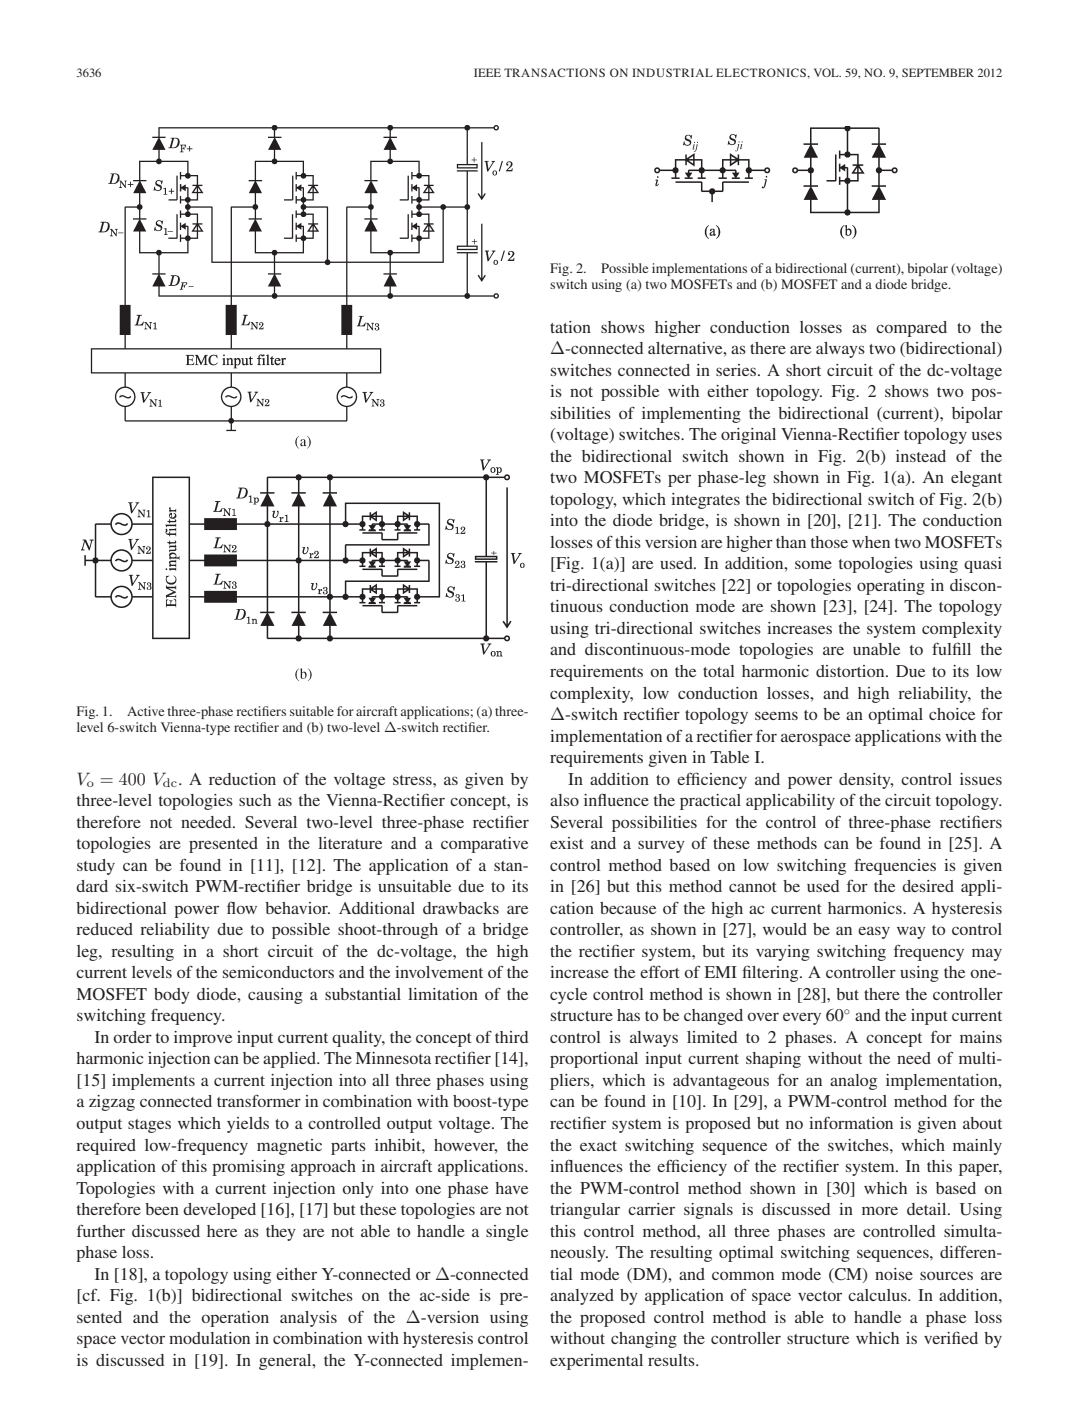 3636
IEEE TRANSACTIONS ON INDUSTRIAL ELECTRONICS, VOL. 59, NO. 9, SEPTEMBER 2012
D_F+
D_N+
S_1+
V_o/2
D_N−
S_1−
V_o/2
D_F−
L_N1
L_N2
L_N3
EMC input filter
V_N1
V_N2
V_N3
(a)
V_op
D_1p
V_N1
L_N1
v_r1
S_12
N
V_N2
L_N2
v_r2
S_23
V_o
V_N3
L_N3
v_r3
S_31
EMC input filter
D_1n
V_on
(b)
Fig. 1. Active three-phase rectifiers suitable for aircraft applications; (a) three-
level 6-switch Vienna-type rectifier and (b) two-level Δ-switch rectifier.
V_o = 400 V_dc. A reduction of the voltage stress, as given by
three-level topologies such as the Vienna-Rectifier concept, is
therefore not needed. Several two-level three-phase rectifier
topologies are presented in the literature and a comparative
study can be found in [11], [12]. The application of a stan-
dard six-switch PWM-rectifier bridge is unsuitable due to its
bidirectional power flow behavior. Additional drawbacks are
reduced reliability due to possible shoot-through of a bridge
leg, resulting in a short circuit of the dc-voltage, the high
current levels of the semiconductors and the involvement of the
MOSFET body diode, causing a substantial limitation of the
switching frequency.
In order to improve input current quality, the concept of third
harmonic injection can be applied. The Minnesota rectifier [14],
[15] implements a current injection into all three phases using
a zigzag connected transformer in combination with boost-type
output stages which yields to a controlled output voltage. The
required low-frequency magnetic parts inhibit, however, the
application of this promising approach in aircraft applications.
Topologies with a current injection only into one phase have
therefore been developed [16], [17] but these topologies are not
further discussed here as they are not able to handle a single
phase loss.
In [18], a topology using either Y-connected or Δ-connected
[cf. Fig. 1(b)] bidirectional switches on the ac-side is pre-
sented and the operation analysis of the Δ-version using
space vector modulation in combination with hysteresis control
is discussed in [19]. In general, the Y-connected implemen-
S_ij
S_ji
i
j
(a)
(b)
Fig. 2. Possible implementations of a bidirectional (current), bipolar (voltage)
switch using (a) two MOSFETs and (b) MOSFET and a diode bridge.
tation shows higher conduction losses as compared to the
Δ-connected alternative, as there are always two (bidirectional)
switches connected in series. A short circuit of the dc-voltage
is not possible with either topology. Fig. 2 shows two pos-
sibilities of implementing the bidirectional (current), bipolar
(voltage) switches. The original Vienna-Rectifier topology uses
the bidirectional switch shown in Fig. 2(b) instead of the
two MOSFETs per phase-leg shown in Fig. 1(a). An elegant
topology, which integrates the bidirectional switch of Fig. 2(b)
into the diode bridge, is shown in [20], [21]. The conduction
losses of this version are higher than those when two MOSFETs
[Fig. 1(a)] are used. In addition, some topologies using quasi
tri-directional switches [22] or topologies operating in discon-
tinuous conduction mode are shown [23], [24]. The topology
using tri-directional switches increases the system complexity
and discontinuous-mode topologies are unable to fulfill the
requirements on the total harmonic distortion. Due to its low
complexity, low conduction losses, and high reliability, the
Δ-switch rectifier topology seems to be an optimal choice for
implementation of a rectifier for aerospace applications with the
requirements given in Table I.
In addition to efficiency and power density, control issues
also influence the practical applicability of the circuit topology.
Several possibilities for the control of three-phase rectifiers
exist and a survey of these methods can be found in [25]. A
control method based on low switching frequencies is given
in [26] but this method cannot be used for the desired appli-
cation because of the high ac current harmonics. A hysteresis
controller, as shown in [27], would be an easy way to control
the rectifier system, but its varying switching frequency may
increase the effort of EMI filtering. A controller using the one-
cycle control method is shown in [28], but there the controller
structure has to be changed over every 60° and the input current
control is always limited to 2 phases. A concept for mains
proportional input current shaping without the need of multi-
pliers, which is advantageous for an analog implementation,
can be found in [10]. In [29], a PWM-control method for the
rectifier system is proposed but no information is given about
the exact switching sequence of the switches, which mainly
influences the efficiency of the rectifier system. In this paper,
the PWM-control method shown in [30] which is based on
triangular carrier signals is discussed in more detail. Using
this control method, all three phases are controlled simulta-
neously. The resulting optimal switching sequences, differen-
tial mode (DM), and common mode (CM) noise sources are
analyzed by application of space vector calculus. In addition,
the proposed control method is able to handle a phase loss
without changing the controller structure which is verified by
experimental results.